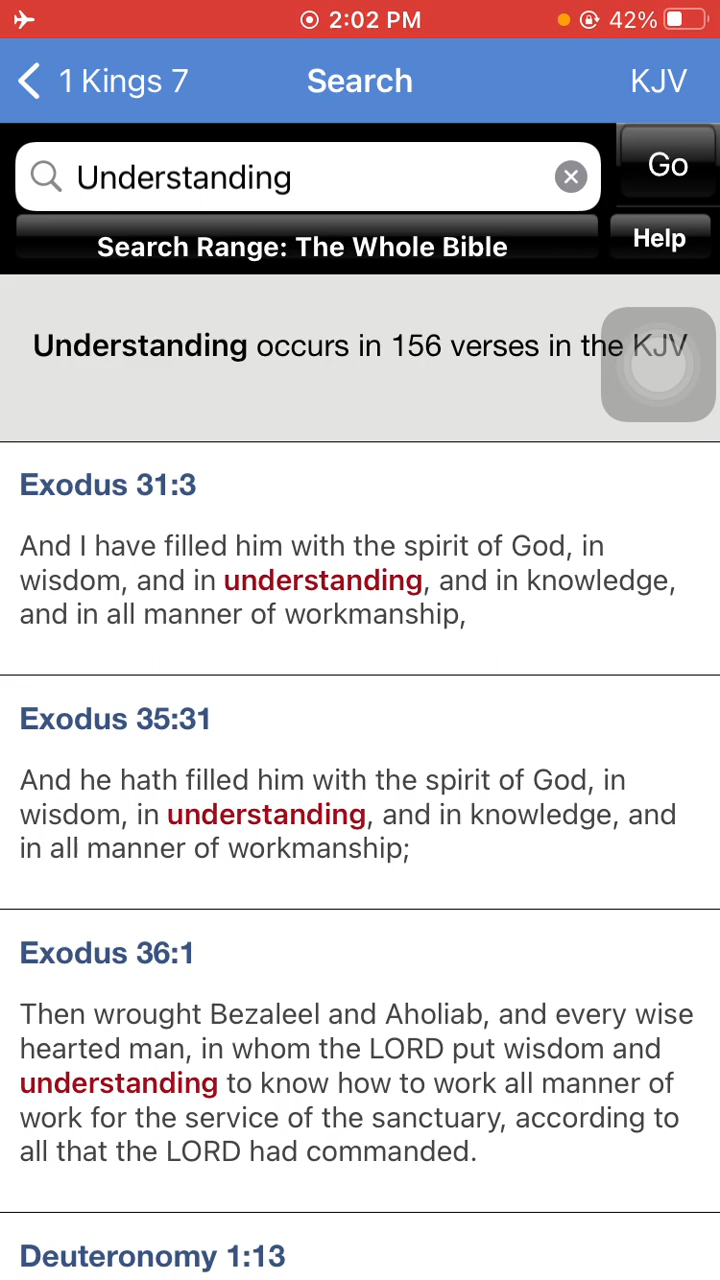 2:02 PM 42%
1 Kings 7 Search KJV
Understanding Go
Search Range: The Whole Bible Help
Understanding occurs in 156 verses in the KJV
Exodus 31:3
And I have filled him with the spirit of God, in
wisdom, and in understanding, and in knowledge,
and in all manner of workmanship,
Exodus 35:31
And he hath filled him with the spirit of God, in
wisdom, in understanding, and in knowledge, and
in all manner of workmanship;
Exodus 36:1
Then wrought Bezaleel and Aholiab, and every wise
hearted man, in whom the LORD put wisdom and
understanding to know how to work all manner of
work for the service of the sanctuary, according to
all that the LORD had commanded.
Deuteronomy 1:13